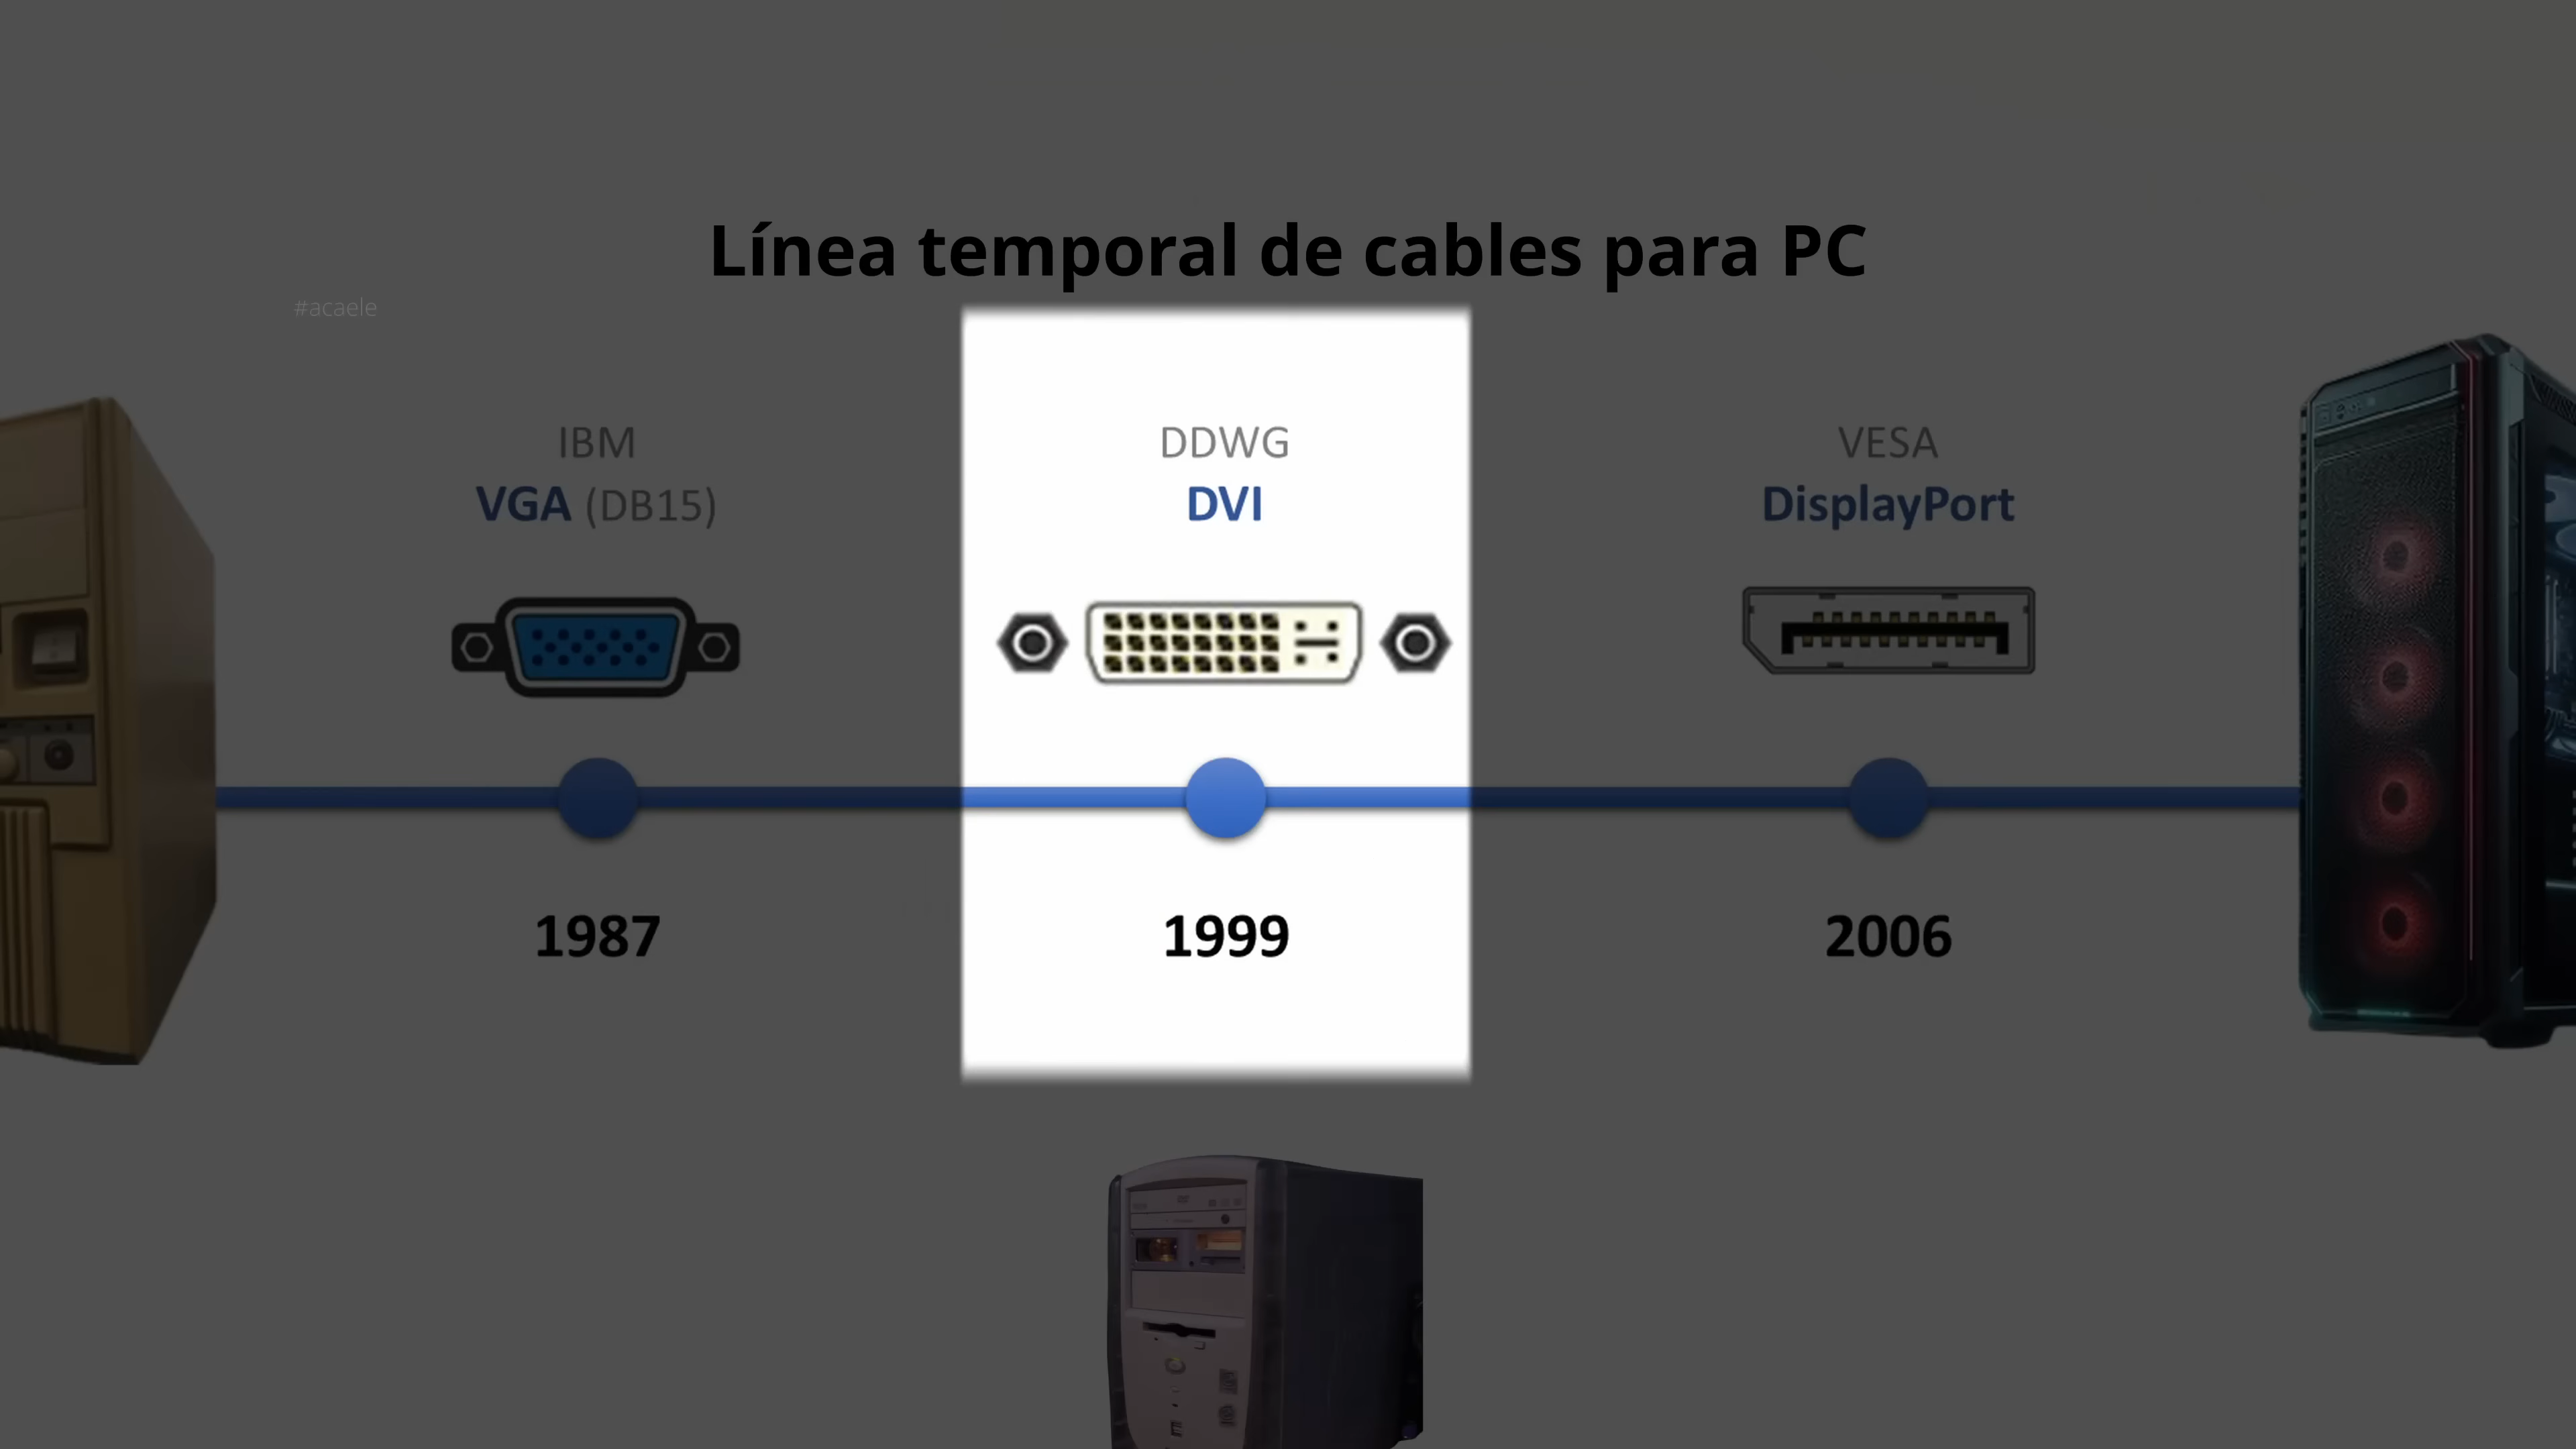 Línea temporal de cables para PC
#acaele
IBM
VGA (DB15)
1987
DDWG
DVI
1999
VESA
DisplayPort
2006